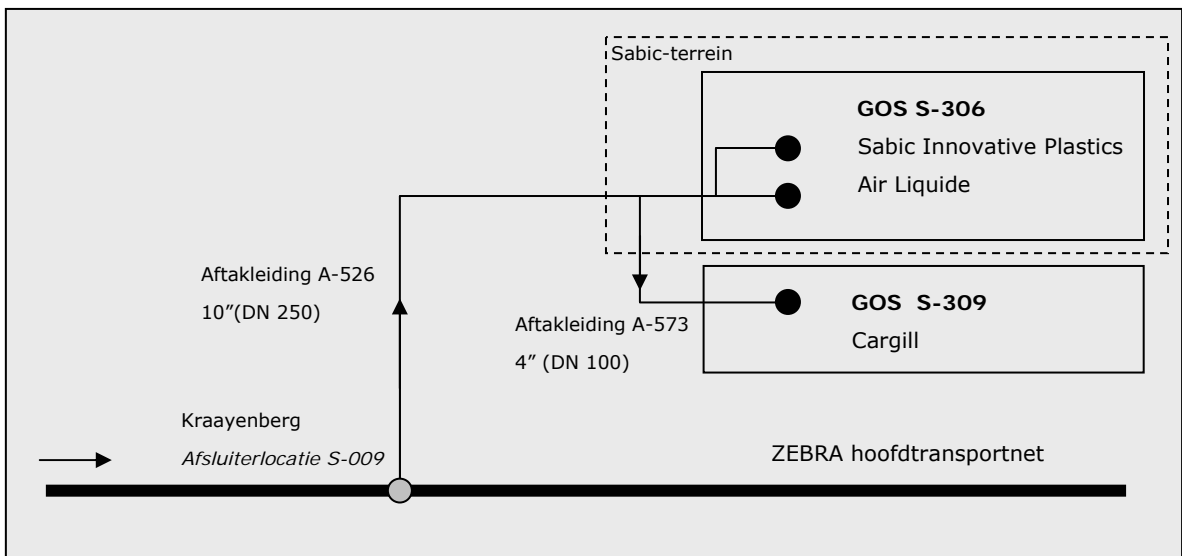 Sabic-terrein
GOS S-306
Sabic Innovative Plastics
Air Liquide
Aftakleiding A-526
10”(DN 250)
Aftakleiding A-573
4” (DN 100)
GOS S-309
Cargill
Kraayenberg
Afsluiterlocatie S-009
ZEBRA hoofdtransportnet